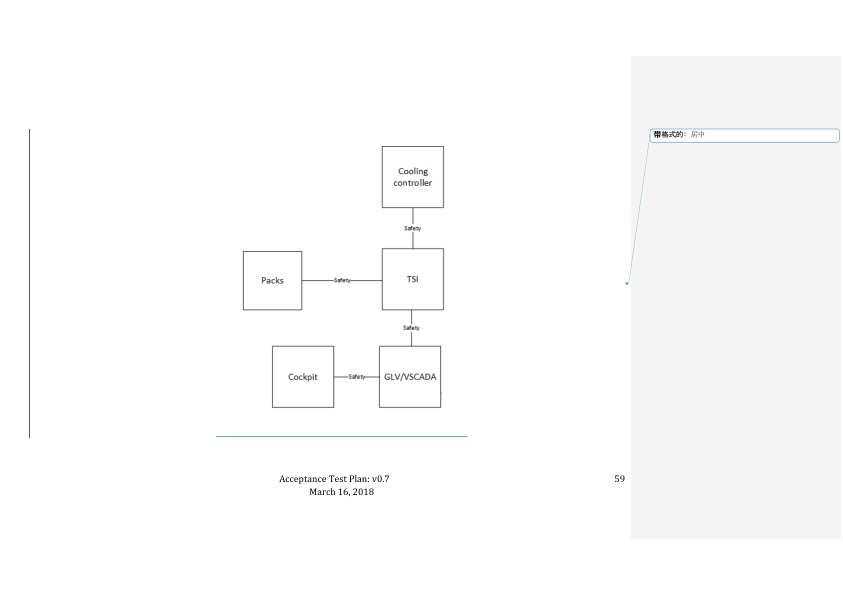 带格式的: 居中
Cooling
controller
Safety
Packs
Safety
TSI
Safety
Cockpit
Safety
GLV/VSCADA
Acceptance Test Plan: v0.7
59
March 16, 2018